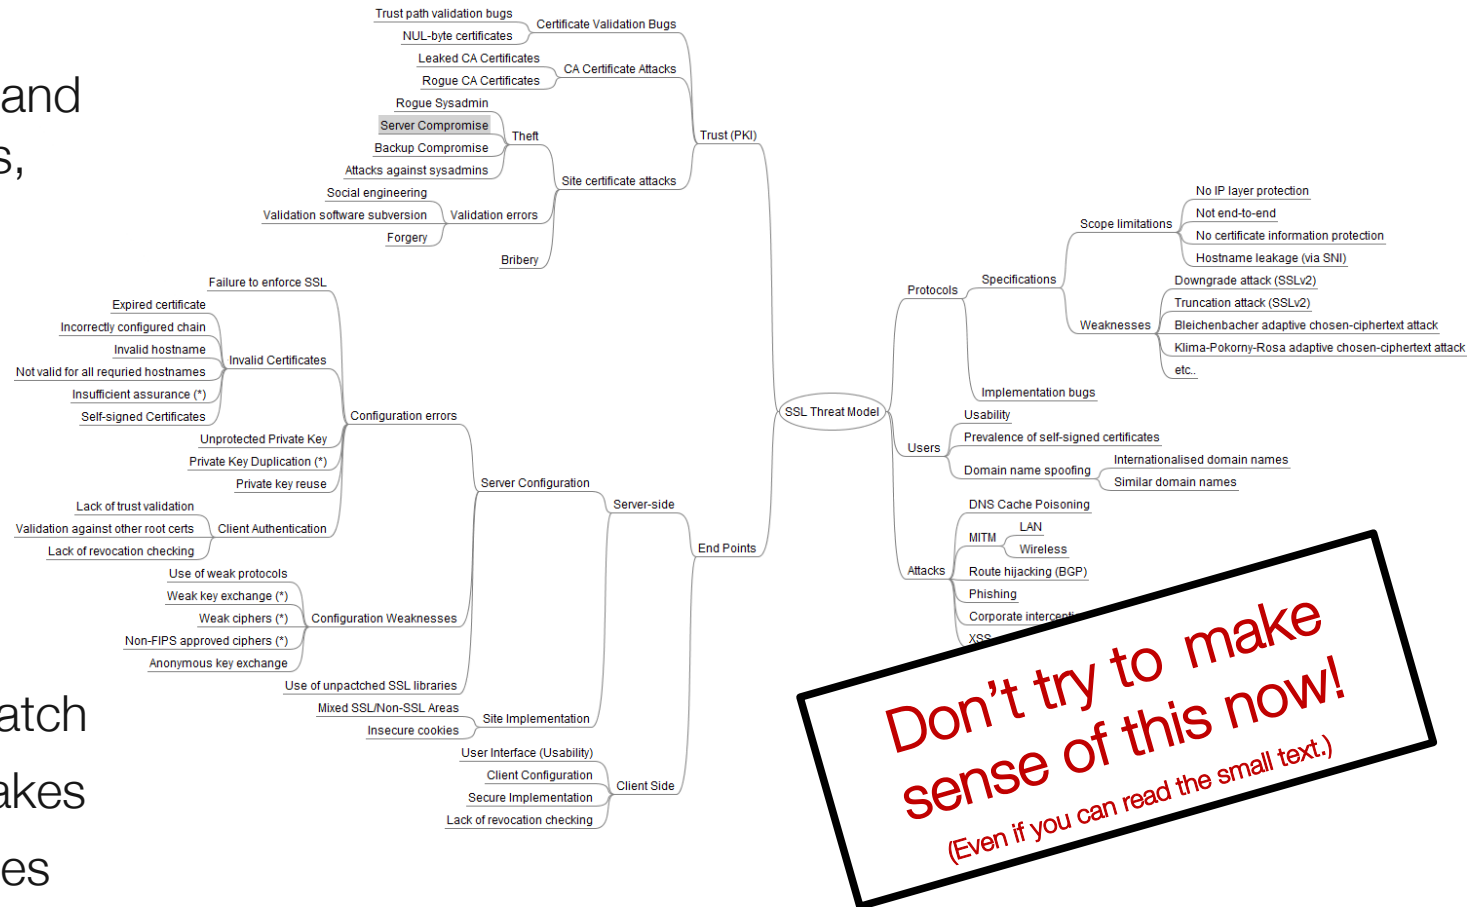 and
s,
atch
akes
es
Trust path validation bugs
NUL-byte certificates
Certificate Validation Bugs
Leaked CA Certificates
Rogue CA Certificates
CA Certificate Attacks
Rogue Sysadmin
Server Compromise
Backup Compromise
Attacks against sysadmins
Theft
Social engineering
Validation software subversion
Forgery
Validation errors
Bribery
Site certificate attacks
Trust (PKI)
Failure to enforce SSL
Expired certificate
Incorrectly configured chain
Invalid hostname
Not valid for all requried hostnames
Insufficient assurance (*)
Self-signed Certificates
Invalid Certificates
Unprotected Private Key
Private Key Duplication (*)
Private key reuse
Lack of trust validation
Validation against other root certs
Lack of revocation checking
Client Authentication
Configuration errors
Use of weak protocols
Weak key exchange (*)
Weak ciphers (*)
Non-FIPS approved ciphers (*)
Anonymous key exchange
Configuration Weaknesses
Use of unpactched SSL libraries
Server Configuration
Mixed SSL/Non-SSL Areas
Insecure cookies
Site Implementation
Server-side
User Interface (Usability)
Client Configuration
Secure Implementation
Lack of revocation checking
Client Side
End Points
SSL Threat Model
Protocols
Specifications
Scope limitations
No IP layer protection
Not end-to-end
No certificate information protection
Hostname leakage (via SNI)
Weaknesses
Downgrade attack (SSLv2)
Truncation attack (SSLv2)
Bleichenbacher adaptive chosen-ciphertext attack
Klima-Pokorny-Rosa adaptive chosen-ciphertext attack
etc..
Implementation bugs
Users
Usability
Prevalence of self-signed certificates
Domain name spoofing
Internationalised domain names
Similar domain names
Attacks
DNS Cache Poisoning
MITM
LAN
Wireless
Route hijacking (BGP)
Phishing
Corporate
XSS
Don't try to make
sense of this now!
(Even if you can read the small text.)